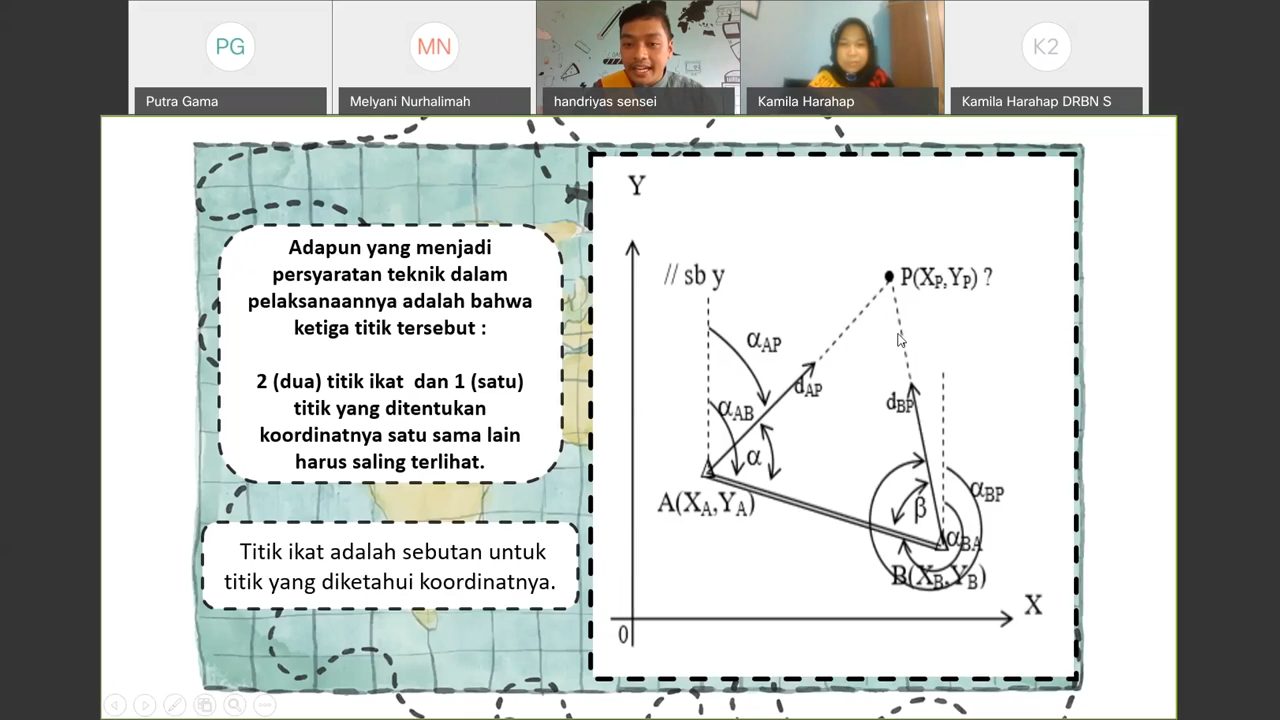 PG
MN
K2
Putra Gama
Melyani Nurhalimah
handriyas sensei
Kamila Harahap
Kamila Harahap DRBN S
Adapun yang menjadi
persyaratan teknik dalam
pelaksanaannya adalah bahwa
ketiga titik tersebut :
2 (dua) titik ikat dan 1 (satu)
titik yang ditentukan
koordinatnya satu sama lain
harus saling terlihat.
Titik ikat adalah sebutan untuk
titik yang diketahui koordinatnya.
Y
// sb y
P(XP,YP) ?
αAP
dAP
αAB
dBP
α
A(XA,YA)
αBP
β
αBA
B(XB,YB)
X
0